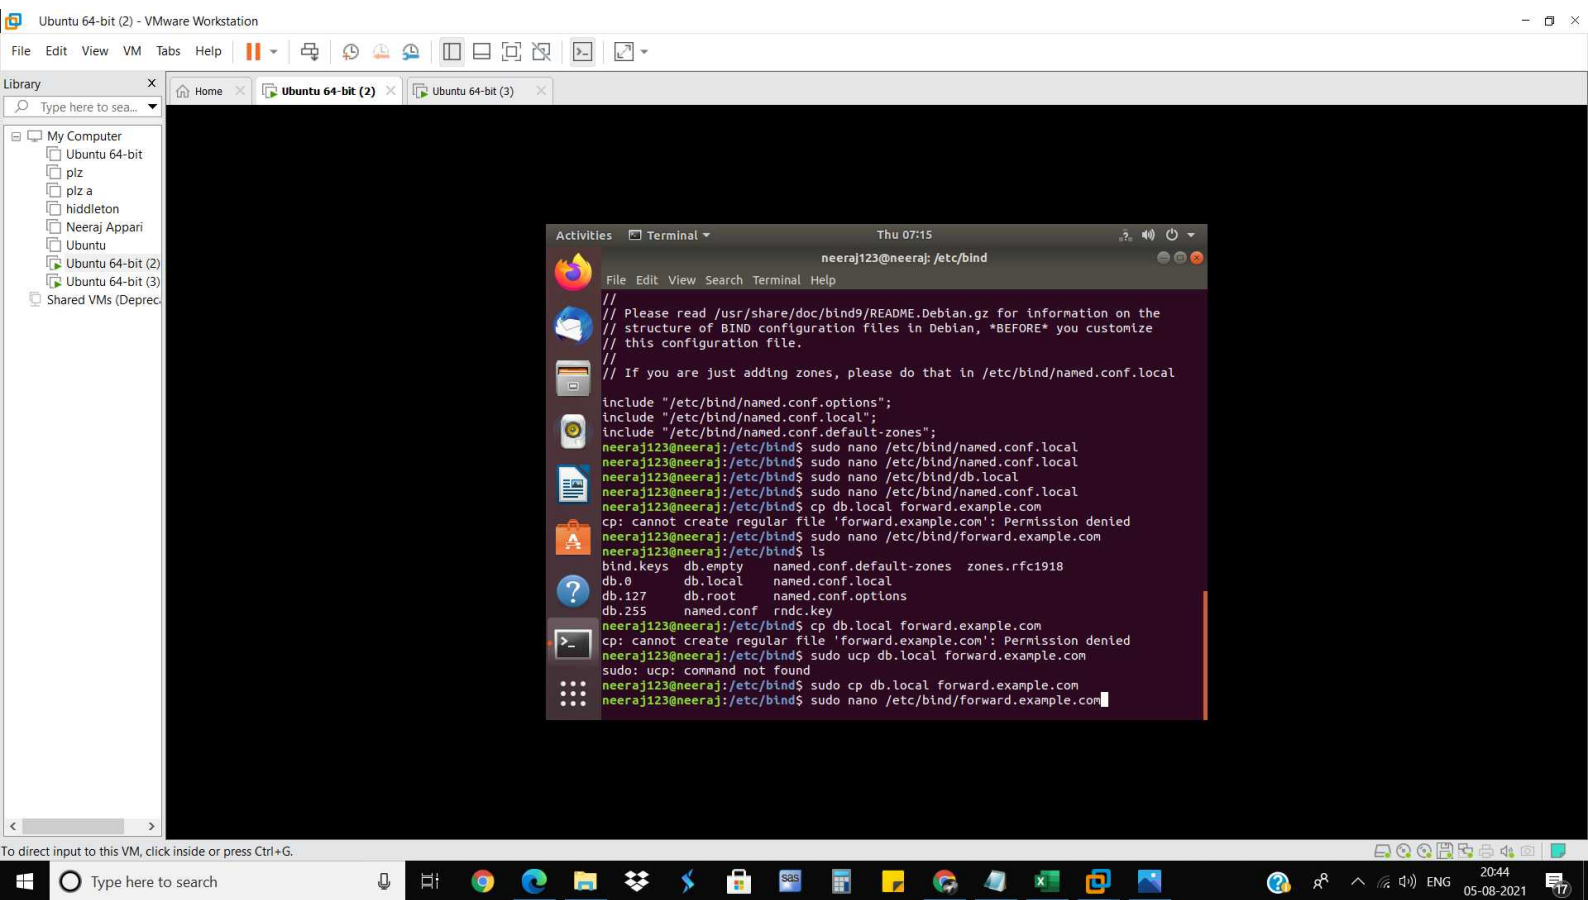 Ubuntu 64-bit (2) - VMware Workstation
File Edit View VM Tabs Help
Library
Type here to sea...
Home
Ubuntu 64-bit (2)
Ubuntu 64-bit (3)
My Computer
Ubuntu 64-bit
plz
plz a
hiddleton
Neeraj Appari
Ubuntu
Ubuntu 64-bit (2)
Ubuntu 64-bit (3)
Shared VMs (Deprec
Activities Terminal Thu 07:15
neeraj123@neeraj: /etc/bind
File Edit View Search Terminal Help
//
// Please read /usr/share/doc/bind9/README.Debian.gz for information on the
// structure of BIND configuration files in Debian, *BEFORE* you customize
// this configuration file.
//
// If you are just adding zones, please do that in /etc/bind/named.conf.local
include "/etc/bind/named.conf.options";
include "/etc/bind/named.conf.local";
include "/etc/bind/named.conf.default-zones";
neeraj123@neeraj:/etc/bind$ sudo nano /etc/bind/named.conf.local
neeraj123@neeraj:/etc/bind$ sudo nano /etc/bind/named.conf.local
neeraj123@neeraj:/etc/bind$ sudo nano /etc/bind/db.local
neeraj123@neeraj:/etc/bind$ sudo nano /etc/bind/named.conf.local
neeraj123@neeraj:/etc/bind$ cp db.local forward.example.com
cp: cannot create regular file 'forward.example.com': Permission denied
neeraj123@neeraj:/etc/bind$ sudo nano /etc/bind/forward.example.com
neeraj123@neeraj:/etc/bind$ ls
bind.keys db.empty named.conf.default-zones zones.rfc1918
db.0 db.local named.conf.local
db.127 db.root named.conf.options
db.255 named.conf rndc.key
neeraj123@neeraj:/etc/bind$ cp db.local forward.example.com
cp: cannot create regular file 'forward.example.com': Permission denied
neeraj123@neeraj:/etc/bind$ sudo ucp db.local forward.example.com
sudo: ucp: command not found
neeraj123@neeraj:/etc/bind$ sudo cp db.local forward.example.com
neeraj123@neeraj:/etc/bind$ sudo nano /etc/bind/forward.example.com
To direct input to this VM, click inside or press Ctrl+G.
Type here to search
sas
ENG
20:44
05-08-2021
17